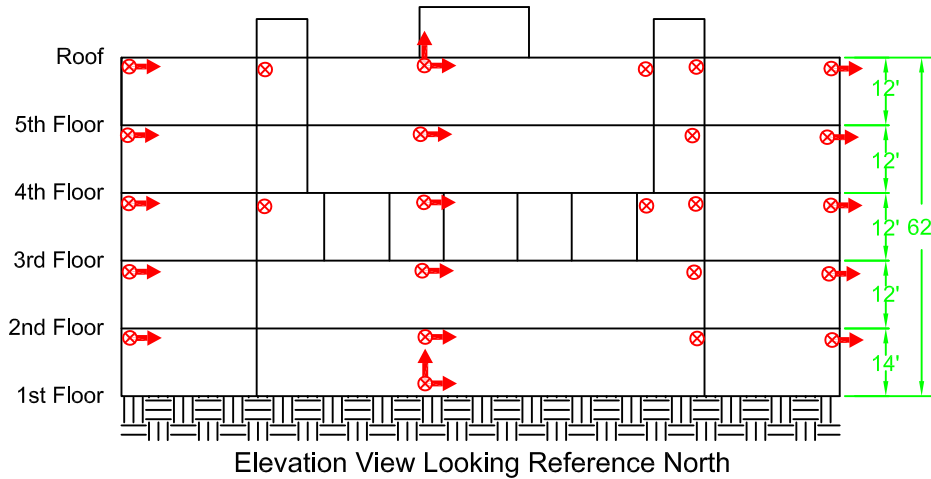 Roof
12'
5th Floor
12'
4th Floor
12'
62
3rd Floor
12'
2nd Floor
14'
1st Floor
Elevation View Looking Reference North